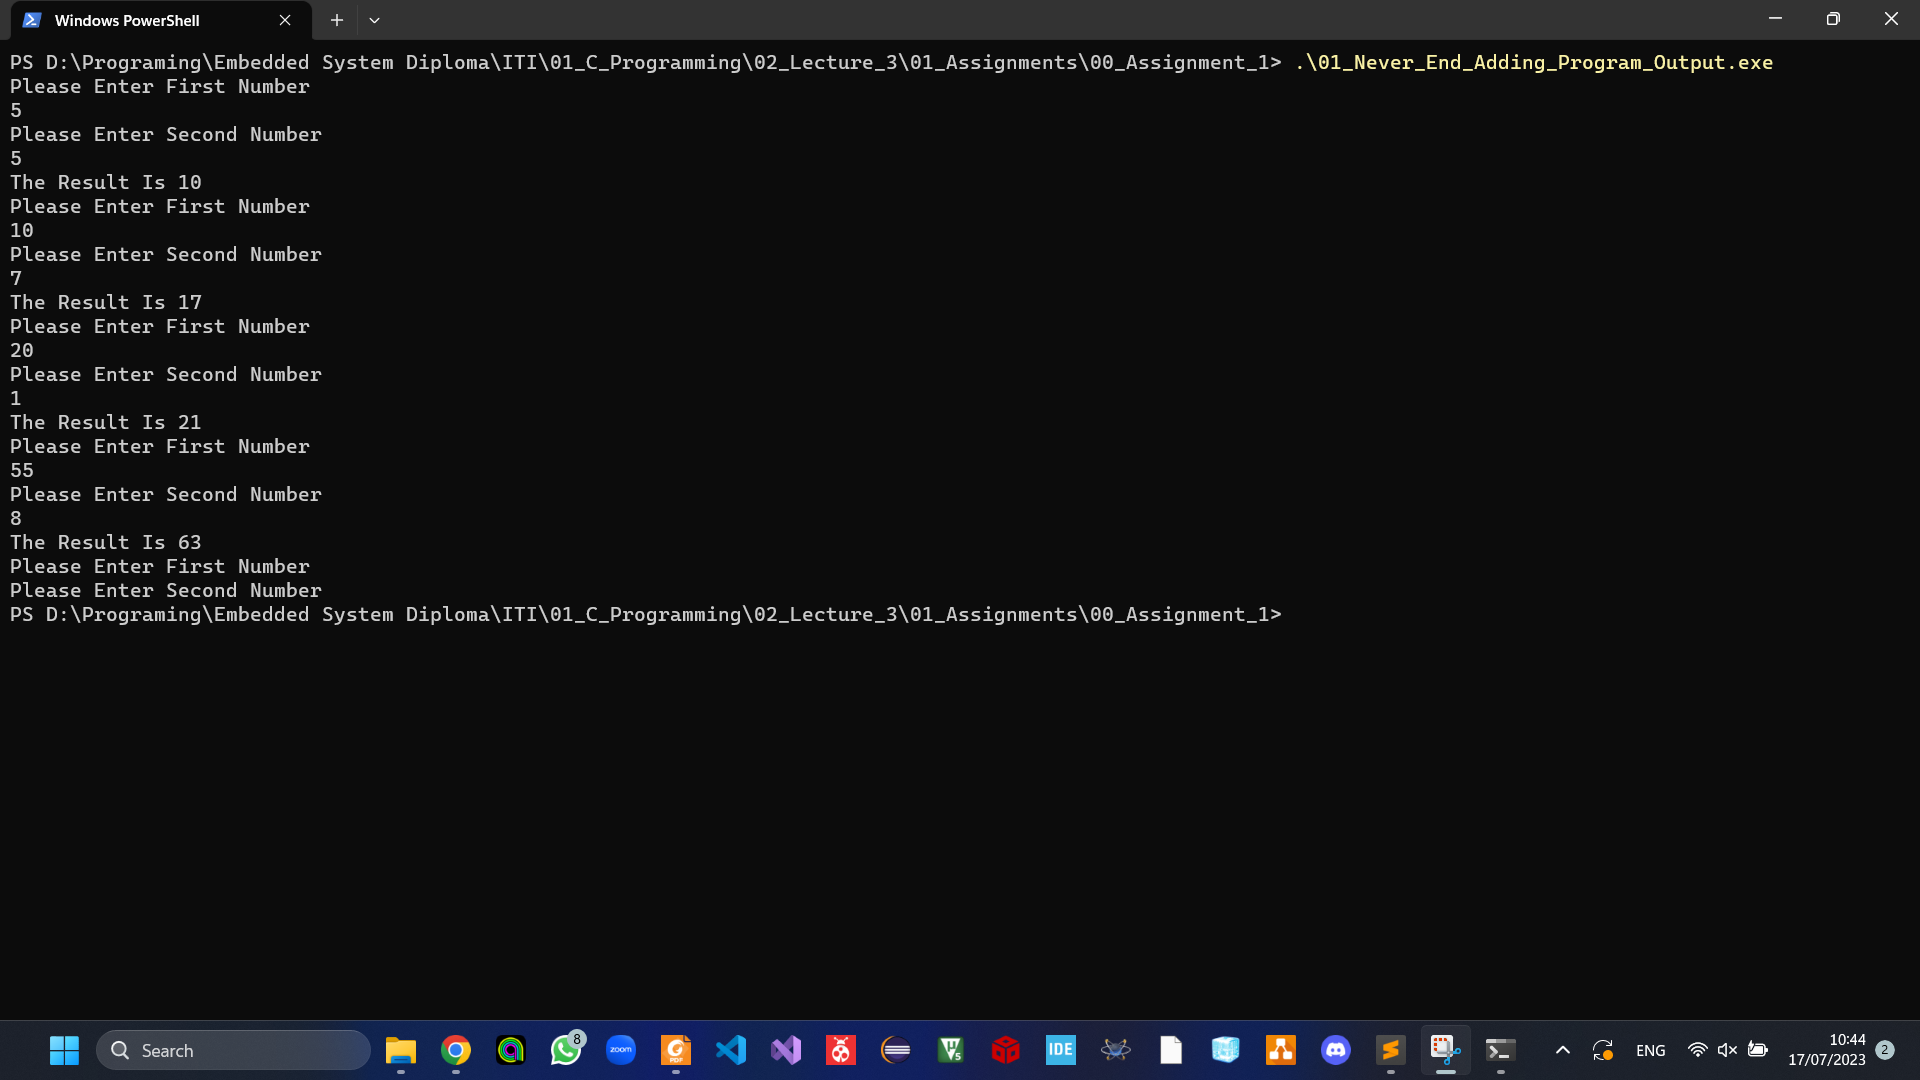 Windows PowerShell
PS D:\Programing\Embedded System Diploma\ITI\01_C_Programming\02_Lecture_3\01_Assignments\00_Assignment_1> .\01_Never_End_Adding_Program_Output.exe
Please Enter First Number
5
Please Enter Second Number
5
The Result Is 10
Please Enter First Number
10
Please Enter Second Number
7
The Result Is 17
Please Enter First Number
20
Please Enter Second Number
1
The Result Is 21
Please Enter First Number
55
Please Enter Second Number
8
The Result Is 63
Please Enter First Number
Please Enter Second Number
PS D:\Programing\Embedded System Diploma\ITI\01_C_Programming\02_Lecture_3\01_Assignments\00_Assignment_1>
Search
8
zoom
PDF
5
IDE
ENG
10:44
17/07/2023
2